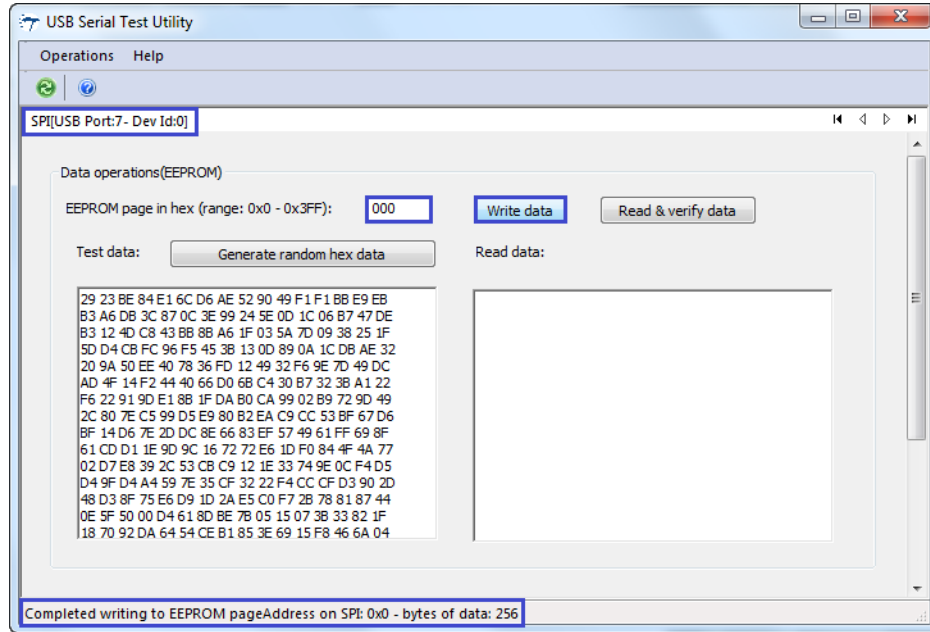 USB Serial Test Utility
Operations Help
SPI[USB Port:7- Dev Id:0]
Data operations(EEPROM)
EEPROM page in hex (range: 0x0 - 0x3FF): 000 Write data Read & verify data
Test data: Generate random hex data Read data:
29 23 BE 84 E1 6C D6 AE 52 90 49 F1 F1 BB E9 EB
B3 A6 DB 3C 87 0C 3E 99 24 5E 0D 1C 06 B7 47 DE
B3 12 4D C8 43 BB 8B A6 1F 03 5A 7D 09 38 25 1F
5D D4 CB FC 96 F5 45 3B 13 0D 89 0A 1C DB AE 32
20 9A 50 EE 40 78 36 FD 12 49 32 F6 9E 7D 49 DC
AD 4F 14 F2 44 40 66 D0 6B C4 30 B7 32 3B A1 22
F6 22 91 9D E1 8B 1F DA B0 CA 99 02 B9 72 9D 49
2C 80 7E C5 99 D5 E9 80 B2 EA C9 CC 53 BF 67 D6
BF 14 D6 7E 2D DC 8E 66 83 EF 57 49 61 FF 69 8F
61 CD D1 1E 9D 9C 16 72 72 E6 1D F0 84 4F 4A 77
02 D7 E8 39 2C 53 CB C9 12 1E 33 74 9E 0C F4 D5
D4 9F D4 A4 59 7E 35 CF 32 22 F4 CC CF D3 90 2D
48 D3 8F 75 E6 D9 1D 2A E5 C0 F7 2B 78 81 87 44
0E 5F 50 00 D4 61 8D BE 7B 05 15 07 3B 33 82 1F
18 70 92 DA 64 54 CE B1 85 3E 69 15 F8 46 6A 04
Completed writing to EEPROM pageAddress on SPI: 0x0 - bytes of data: 256